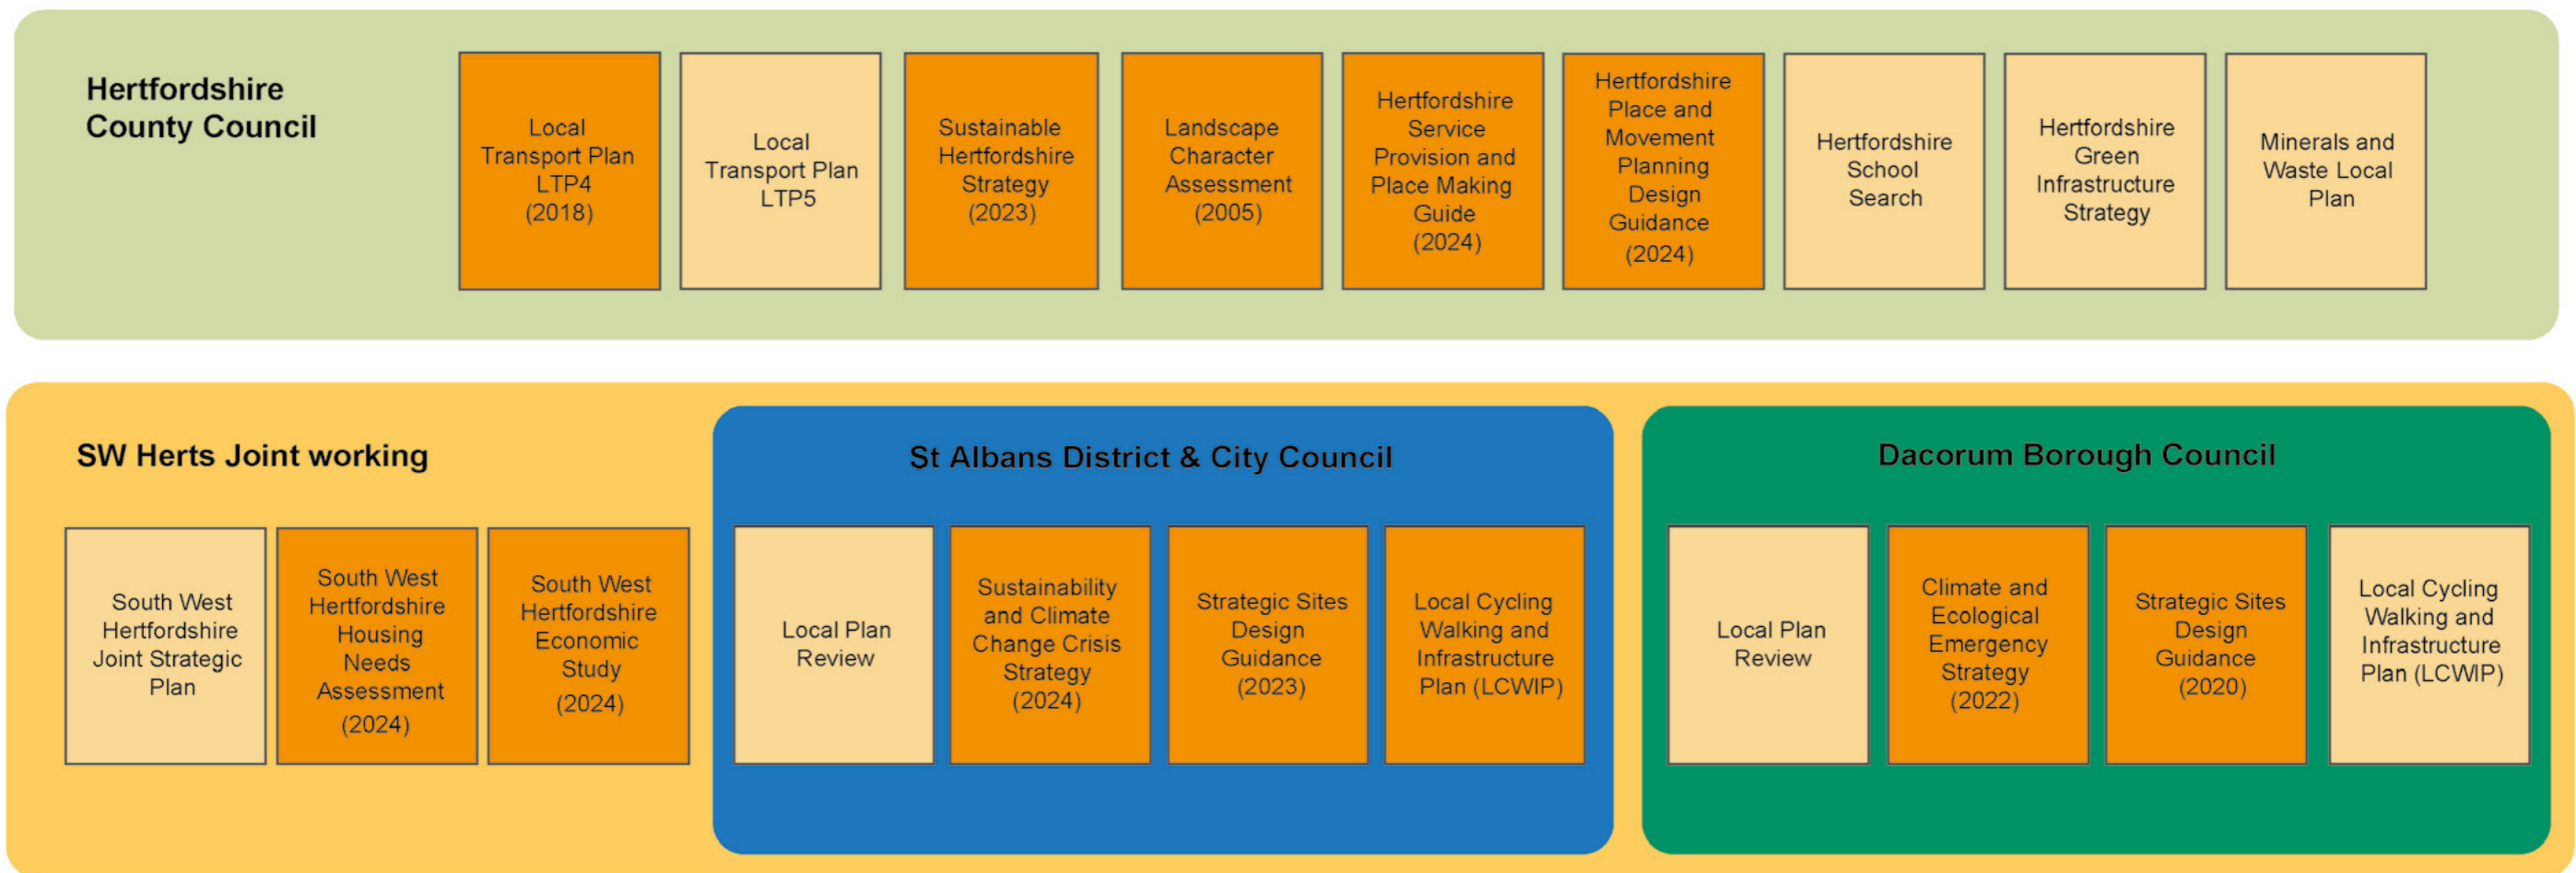 Hertfordshire
County Council
Local
Transport Plan
LTP4
(2018)
Local
Transport Plan
LTP5
Sustainable
Hertfordshire
Strategy
(2023)
Landscape
Character
Assessment
(2005)
Hertfordshire
Service
Provision and
Place Making
Guide
(2024)
Hertfordshire
Place and
Movement
Planning
Design
Guidance
(2024)
Hertfordshire
School
Search
Hertfordshire
Green
Infrastructure
Strategy
Minerals and
Waste Local
Plan
SW Herts Joint working
South West
Hertfordshire
Joint Strategic
Plan
South West
Hertfordshire
Housing
Needs
Assessment
(2024)
South West
Hertfordshire
Economic
Study
(2024)
St Albans District & City Council
Local Plan
Review
Sustainability
and Climate
Change Crisis
Strategy
(2024)
Strategic Sites
Design
Guidance
(2023)
Local Cycling
Walking and
Infrastructure
Plan (LCWIP)
Dacorum Borough Council
Local Plan
Review
Climate and
Ecological
Emergency
Strategy
(2022)
Strategic Sites
Design
Guidance
(2020)
Local Cycling
Walking and
Infrastructure
Plan (LCWIP)